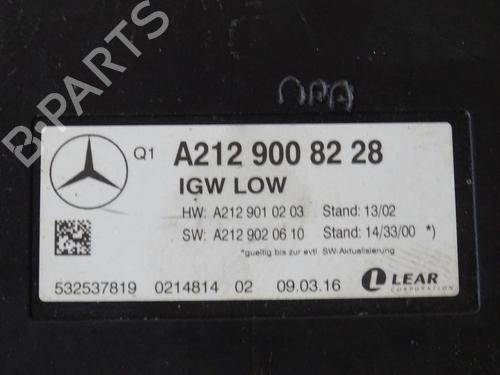 B-PARTS
Q1 A212 900 82 28
IGW LOW
HW: A212 901 02 03 Stand: 13/02
SW: A212 902 06 10 Stand: 14/33/00 *)
*gueltig bis zur evtl. SW-Aktualisierung
532537819 0214814 02 09.03.16 LEAR
CORPORATION